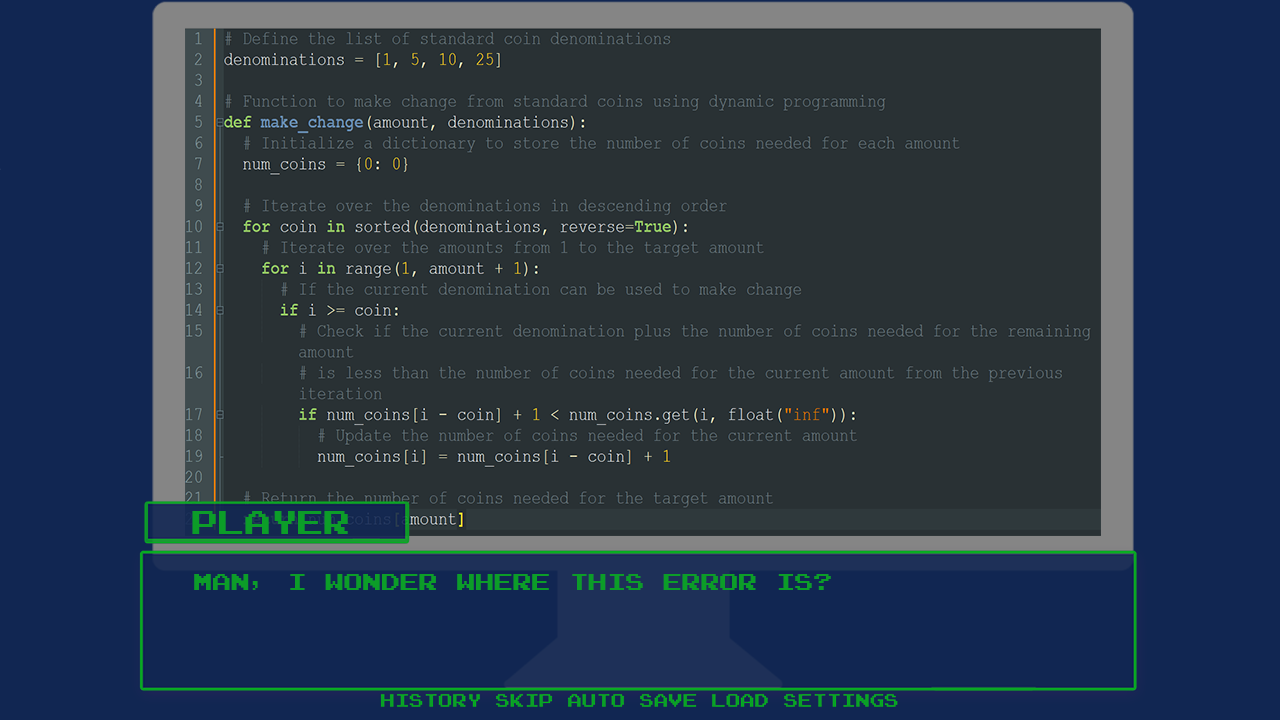 1 # Define the list of standard coin denominations
2 denominations = [1, 5, 10, 25]
3
4 # Function to make change from standard coins using dynamic programming
5 def make_change(amount, denominations):
6 # Initialize a dictionary to store the number of coins needed for each amount
7 num_coins = {0: 0}
8
9 # Iterate over the denominations in descending order
10 for coin in sorted(denominations, reverse=True):
11 # Iterate over the amounts from 1 to the target amount
12 for i in range(1, amount + 1):
13 # If the current denomination can be used to make change
14 if i >= coin:
15 # Check if the current denomination plus the number of coins needed for the remaining
amount
16 # is less than the number of coins needed for the current amount from the previous
iteration
17 if num_coins[i - coin] + 1 < num_coins.get(i, float("inf")):
18 # Update the number of coins needed for the current amount
19 num_coins[i] = num_coins[i - coin] + 1
20
21 # Return the number of coins needed for the target amount
coins[amount]
PLAYER
MAN, I WONDER WHERE THIS ERROR IS?
HISTORY SKIP AUTO SAVE LOAD SETTINGS